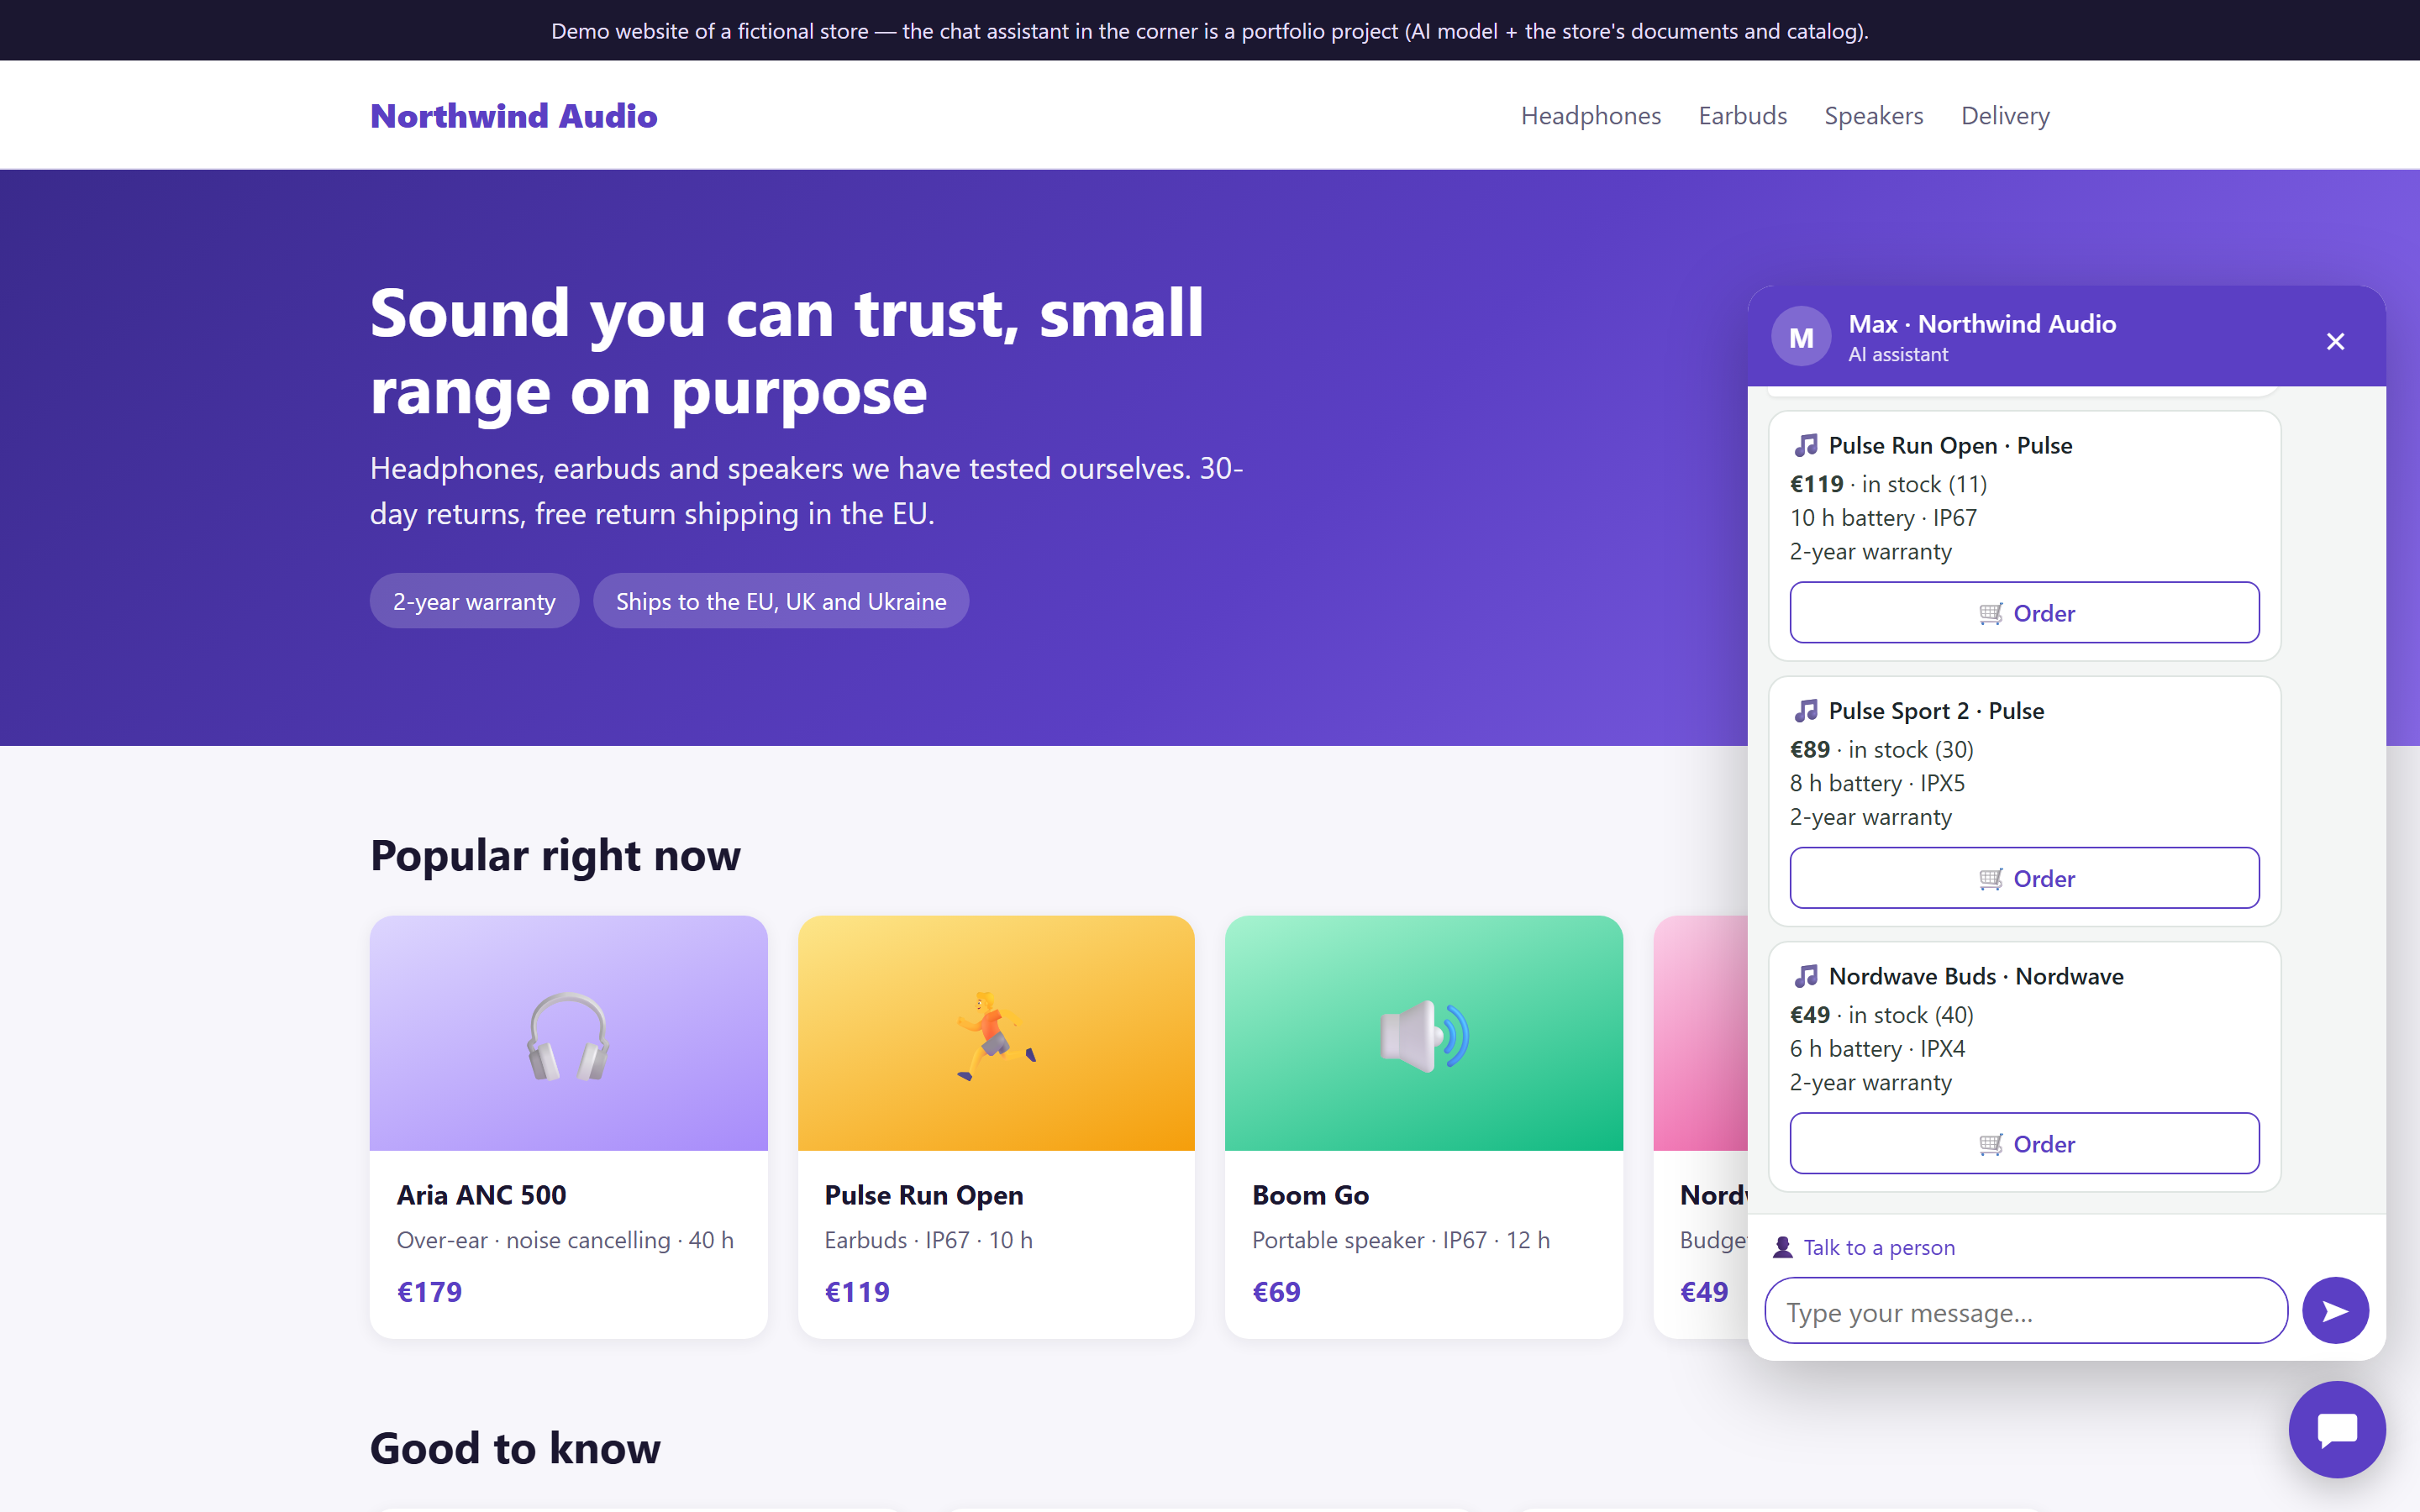 Demo website of a fictional store — the chat assistant in the corner is a portfolio project (AI model + the store's documents and catalog).
Northwind Audio
Headphones
Earbuds
Speakers
Delivery
Sound you can trust, small
range on purpose
Headphones, earbuds and speakers we have tested ourselves. 30-
day returns, free return shipping in the EU.
2-year warranty
Ships to the EU, UK and Ukraine
Popular right now
Aria ANC 500
Over-ear · noise cancelling · 40 h
€179
Pulse Run Open
Earbuds · IP67 · 10 h
€119
Boom Go
Portable speaker · IP67 · 12 h
€69
€49
Good to know
M
Max · Northwind Audio
AI assistant
Pulse Run Open · Pulse
€119 · in stock (11)
10 h battery · IP67
2-year warranty
Order
Pulse Sport 2 · Pulse
€89 · in stock (30)
8 h battery · IPX5
2-year warranty
Order
Nordwave Buds · Nordwave
€49 · in stock (40)
6 h battery · IPX4
2-year warranty
Order
Talk to a person
Type your message...